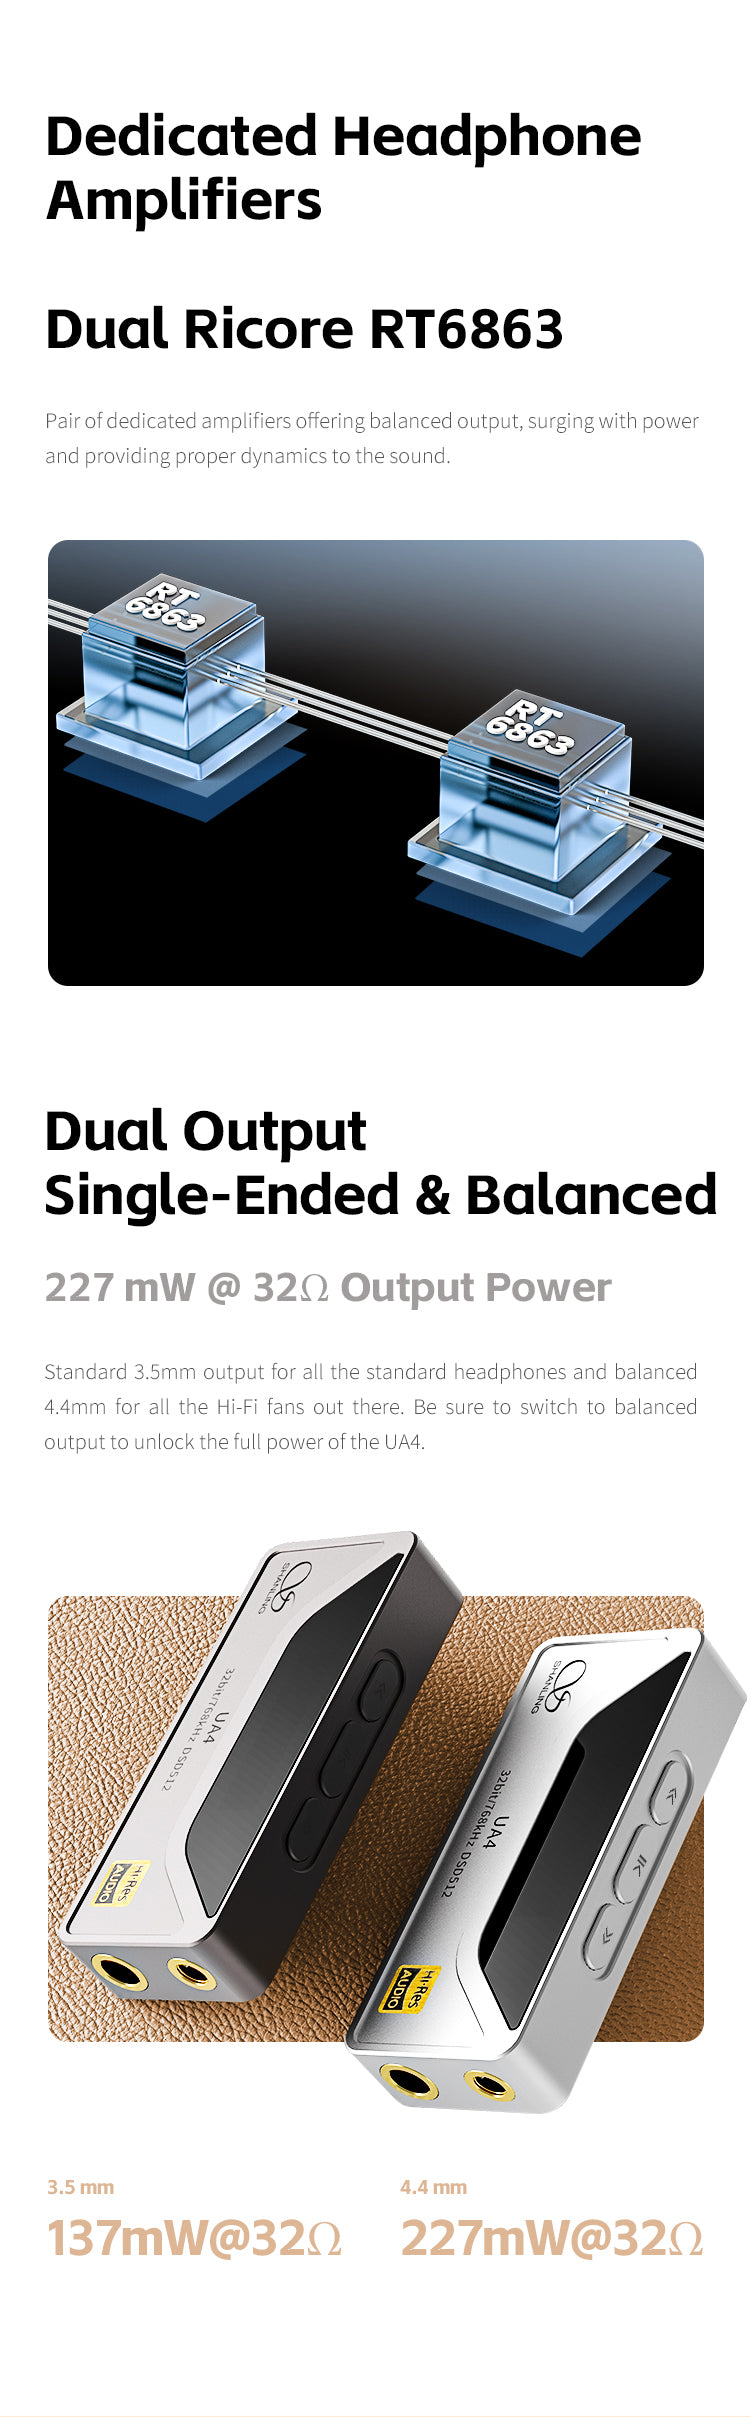 Dedicated Headphone
Amplifiers
Dual Ricore RT6863
Pair of dedicated amplifiers offering balanced output, surging with power
and providing proper dynamics to the sound.
RT
6863
RT
6863
Dual Output
Single-Ended & Balanced
227 mW @ 32Ω Output Power
Standard 3.5mm output for all the standard headphones and balanced
4.4mm for all the Hi-Fi fans out there. Be sure to switch to balanced
output to unlock the full power of the UA4.
SHANLING
UA4
32bit/768kHz DSD512
Hi-Res
AUDIO
SHANLING
UA4
32bit/768kHz DSD512
Hi-Res
AUDIO
3.5 mm
137mW@32Ω
4.4 mm
227mW@32Ω